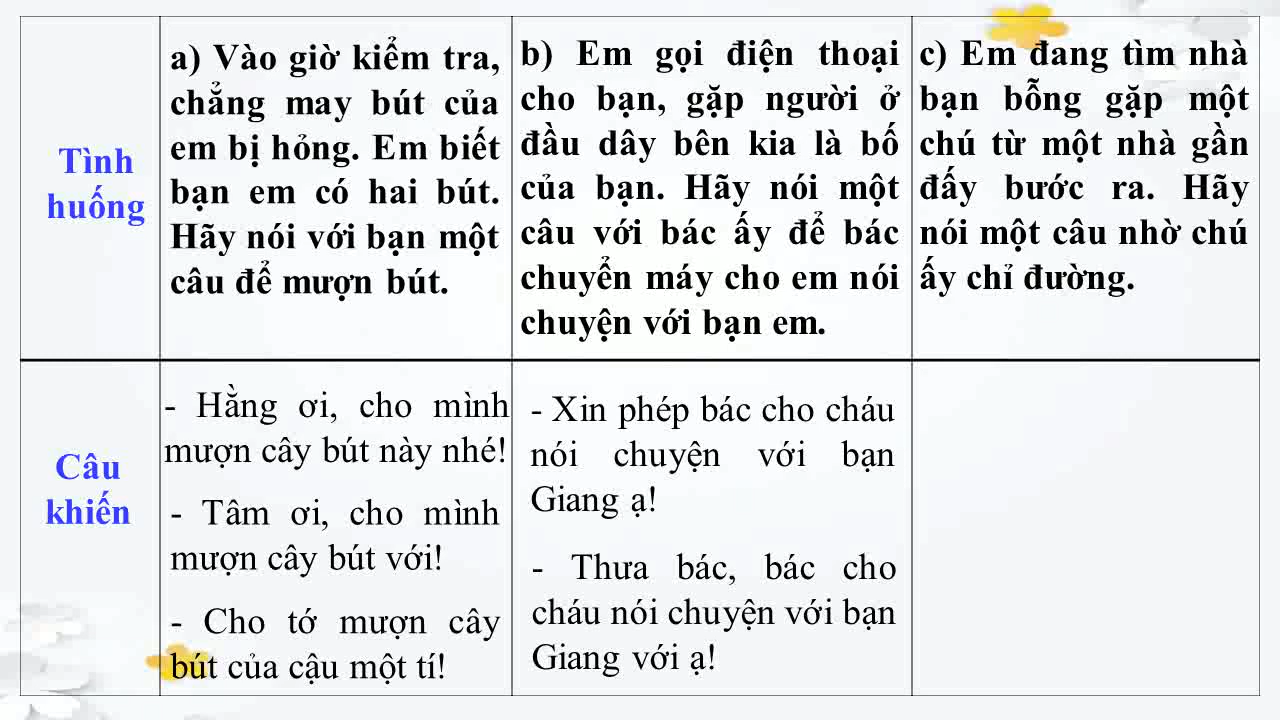 Tình
huống
a) Vào giờ kiểm tra,
chẳng may bút của
em bị hỏng. Em biết
bạn em có hai bút.
Hãy nói với bạn một
câu để mượn bút.
b) Em gọi điện thoại
cho bạn, gặp người ở
đầu dây bên kia là bố
của bạn. Hãy nói một
câu với bác ấy để bác
chuyển máy cho em nói
chuyện với bạn em.
c) Em đang tìm nhà
bạn bỗng gặp một
chú từ một nhà gần
đấy bước ra. Hãy
nói một câu nhờ chú
ấy chỉ đường.
Câu
khiến
- Hằng ơi, cho mình
mượn cây bút này nhé!
- Tâm ơi, cho mình
mượn cây bút với!
- Cho tớ mượn cây
bút của cậu một tí!
- Xin phép bác cho cháu
nói chuyện với bạn
Giang ạ!
- Thưa bác, bác cho
cháu nói chuyện với bạn
Giang với ạ!